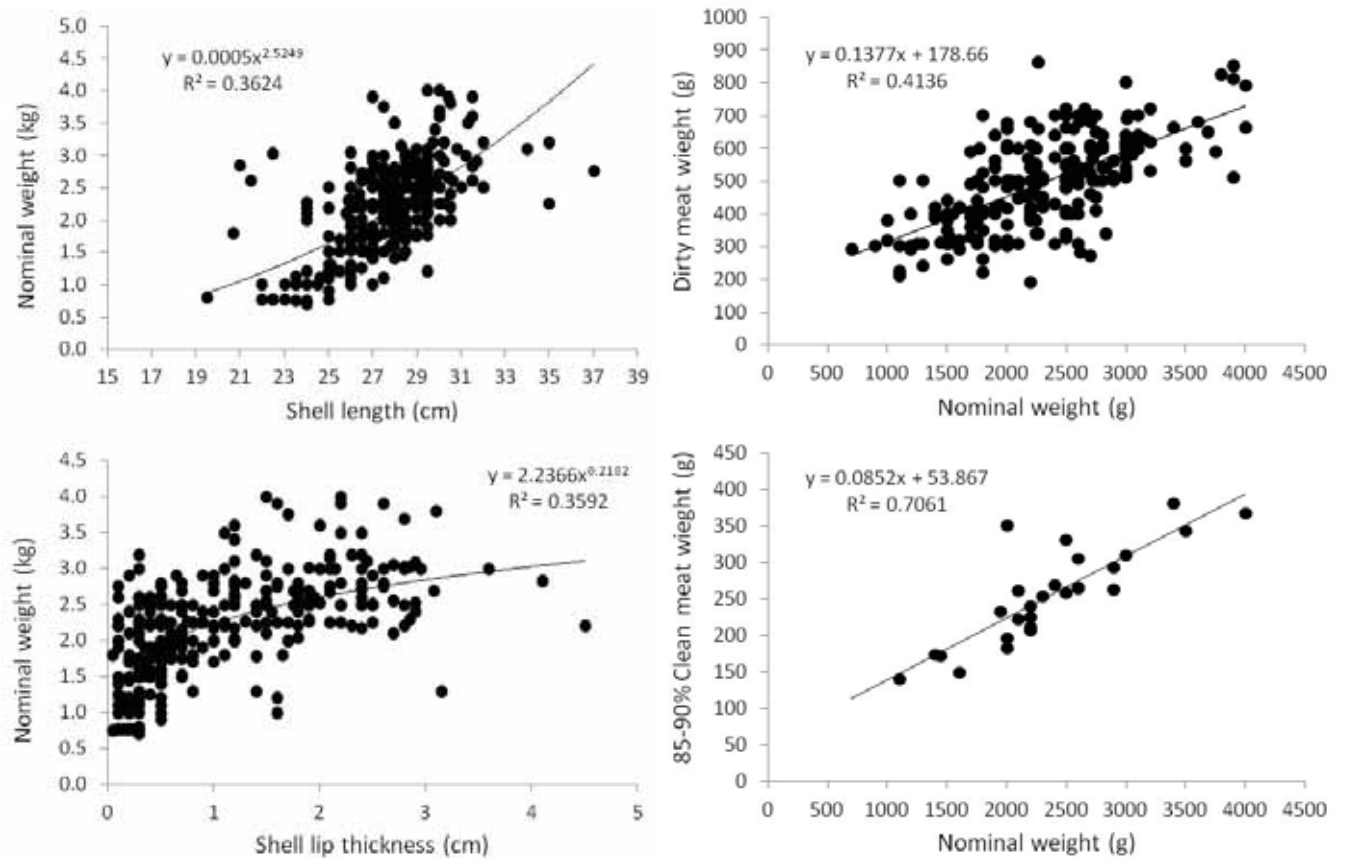 y = 0.0005x^2.5249
R² = 0.3624
Nominal weight (kg)
5.0
4.5
4.0
3.5
3.0
2.5
2.0
1.5
1.0
0.5
0.0
15 17 19 21 23 25 27 29 31 33 35 37 39
Shell length (cm)
y = 0.1377x + 178.66
R² = 0.4136
Dirty meat wieght (g)
1000
900
800
700
600
500
400
300
200
100
0
0 500 1000 1500 2000 2500 3000 3500 4000 4500
Nominal weight (g)
y = 2.2366x^0.2102
R² = 0.3592
Nominal weight (kg)
4.5
4.0
3.5
3.0
2.5
2.0
1.5
1.0
0.5
0.0
0 1 2 3 4 5
Shell lip thickness (cm)
y = 0.0852x + 53.867
R² = 0.7061
85-90% Clean meat wieght (g)
450
400
350
300
250
200
150
100
50
0
0 500 1000 1500 2000 2500 3000 3500 4000 4500
Nominal weight (g)